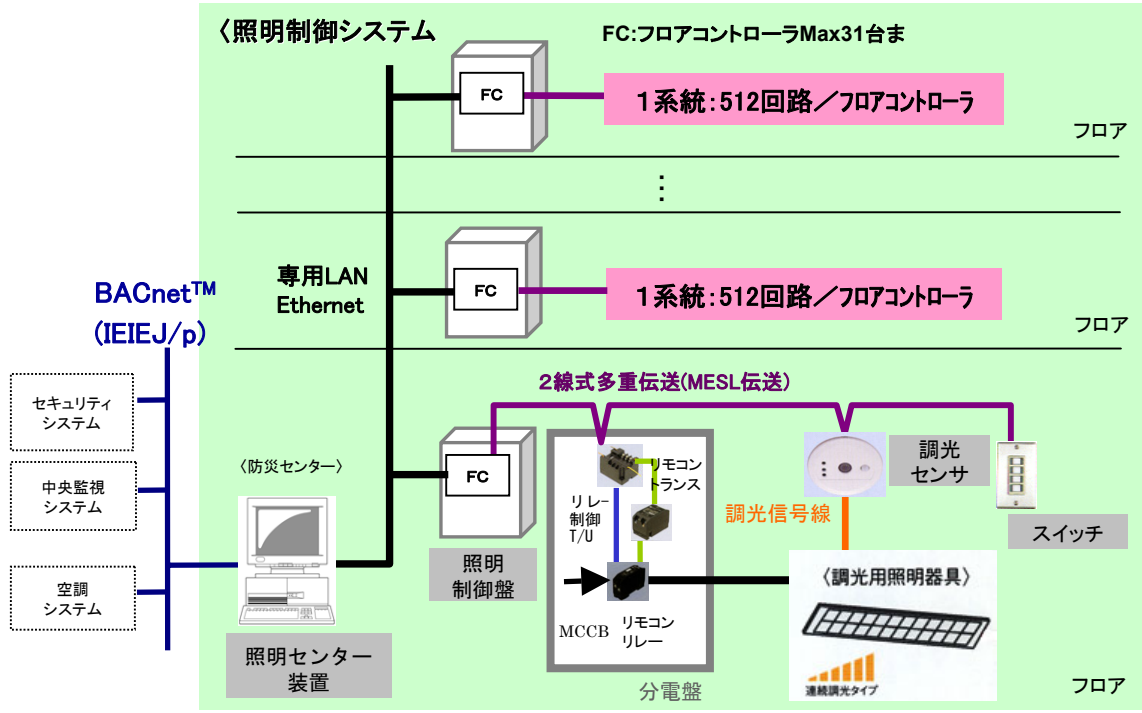 〈照明制御システム
FC:フロアコントローラMax31台ま
FC
1系統:512回路／フロアコントローラ
フロア
⋮
専用LAN
Ethernet
FC
1系統:512回路／フロアコントローラ
フロア
BACnet™
(IEIEJ/p)
セキュリティ
システム
中央監視
システム
空調
システム
〈防災センター〉
照明センター
装置
2線式多重伝送(MESL伝送)
FC
照明
制御盤
リモコン
トランス
リレー
制御
T/U
MCCB
リモコン
リレー
分電盤
調光
センサ
調光信号線
スイッチ
〈調光用照明器具〉
連続調光タイプ
フロア